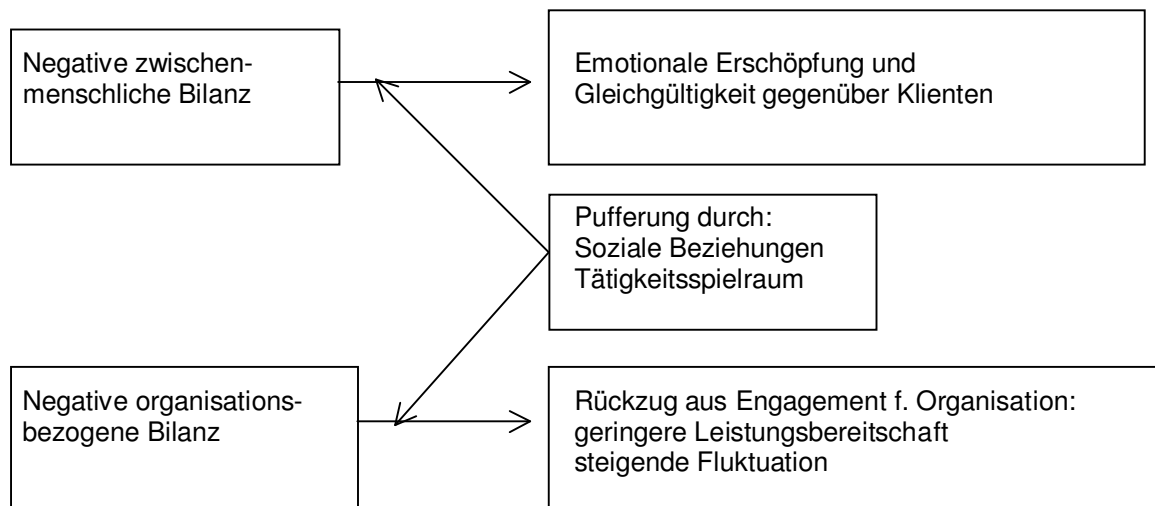 Negative zwischen-
menschliche Bilanz
Emotionale Erschöpfung und
Gleichgültigkeit gegenüber Klienten
Pufferung durch:
Soziale Beziehungen
Tätigkeitsspielraum
Negative organisations-
bezogene Bilanz
Rückzug aus Engagement f. Organisation:
geringere Leistungsbereitschaft
steigende Fluktuation